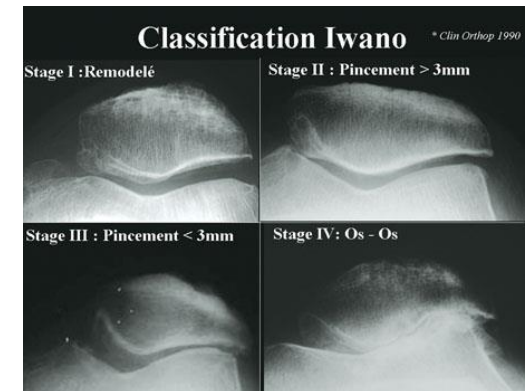 Classification Iwano
* Clin Orthop 1990
Stage I :Remodelé
Stage II : Pincement > 3mm
Stage III : Pincement < 3mm
Stage IV: Os - Os